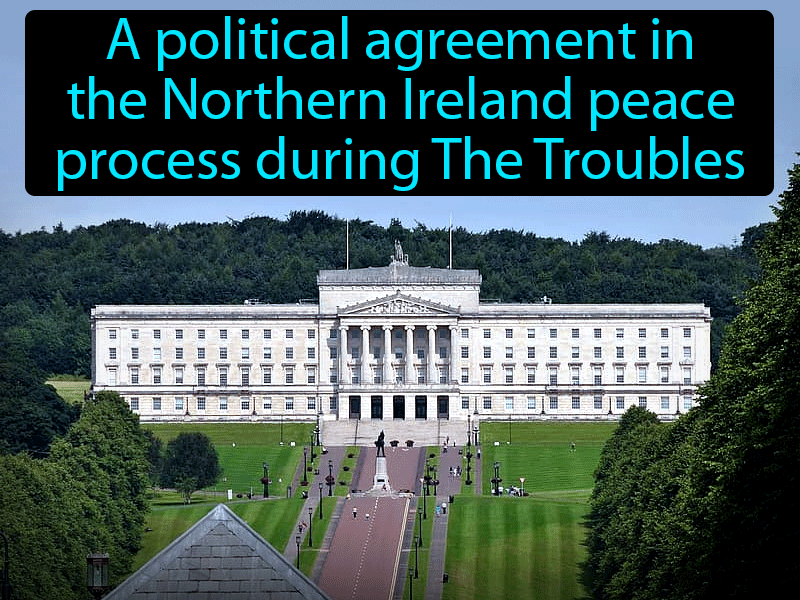 A political agreement in
the Northern Ireland peace
process during The Troubles